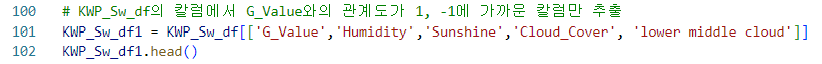 100 # KWP_Sw_df의 칼럼에서 G_Value와의 관계도가 1, -1에 가까운 칼럼만 추출
101 KWP_Sw_df1 = KWP_Sw_df[['G_Value','Humidity','Sunshine','Cloud_Cover', 'lower middle cloud']]
102 KWP_Sw_df1.head()